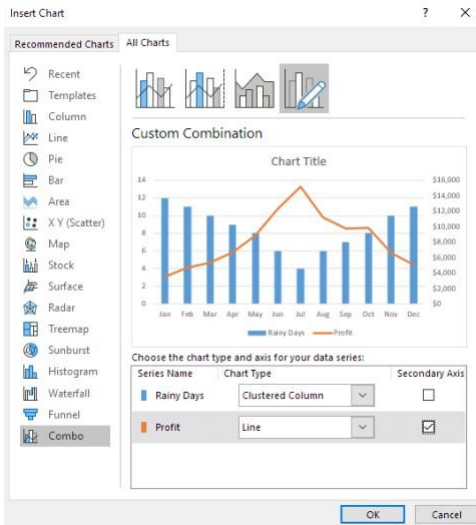 Insert Chart
? ×
Recommended Charts All Charts
Recent
Templates
Column
Line
Pie
Bar
Area
X Y (Scatter)
Map
Stock
Surface
Radar
Treemap
Sunburst
Histogram
Waterfall
Funnel
Combo
Custom Combination
Chart Title
14 $16,000
12 $14,000
10 $12,000
8 $10,000
6 $8,000
4 $6,000
2 $4,000
0 $2,000
$0
Jan Feb Mar Apr May Jun Jul Aug Sep Oct Nov Dec
Rainy Days Profit
Choose the chart type and axis for your data series:
Series Name Chart Type Secondary Axis
Rainy Days Clustered Column
Profit Line
OK Cancel